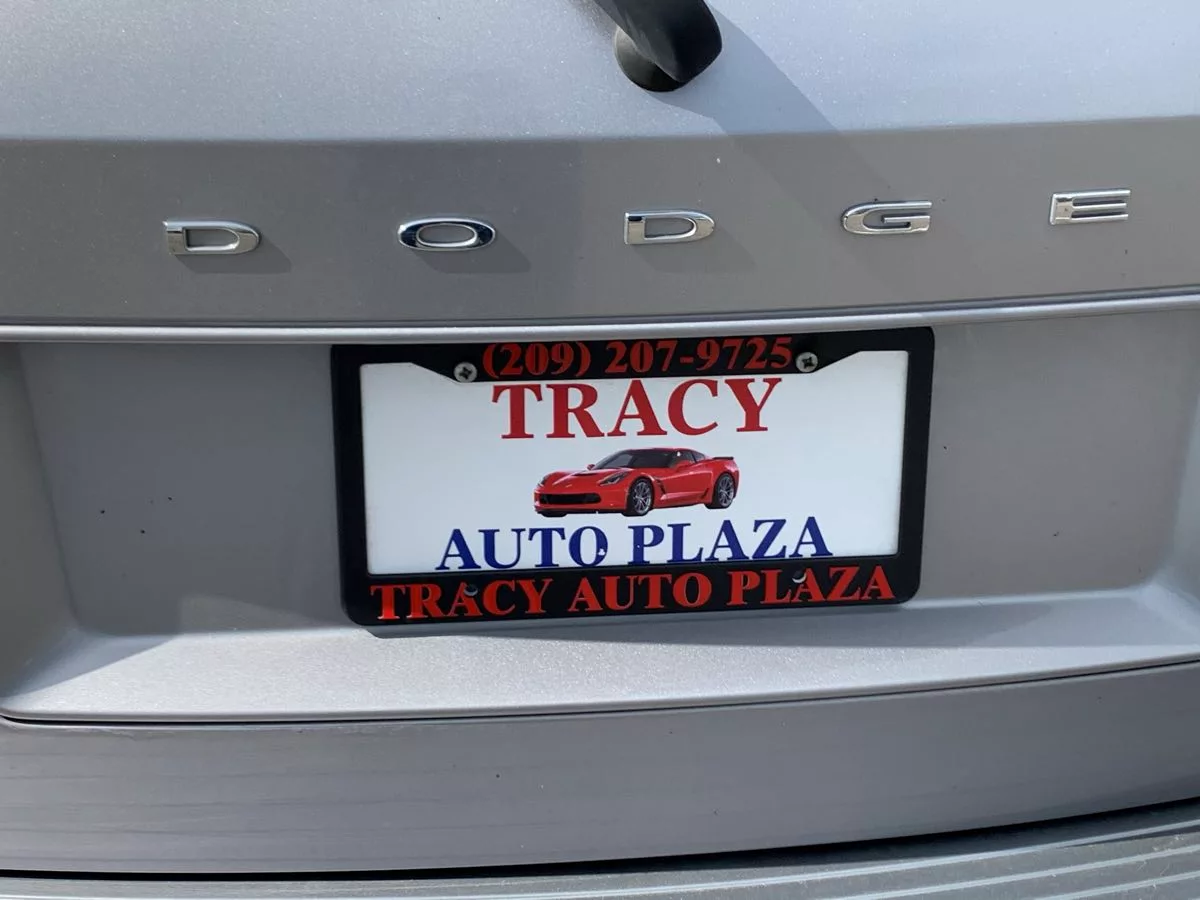 DODGE
(209) 207-9725
TRACY
AUTO PLAZA
TRACY AUTO PLAZA